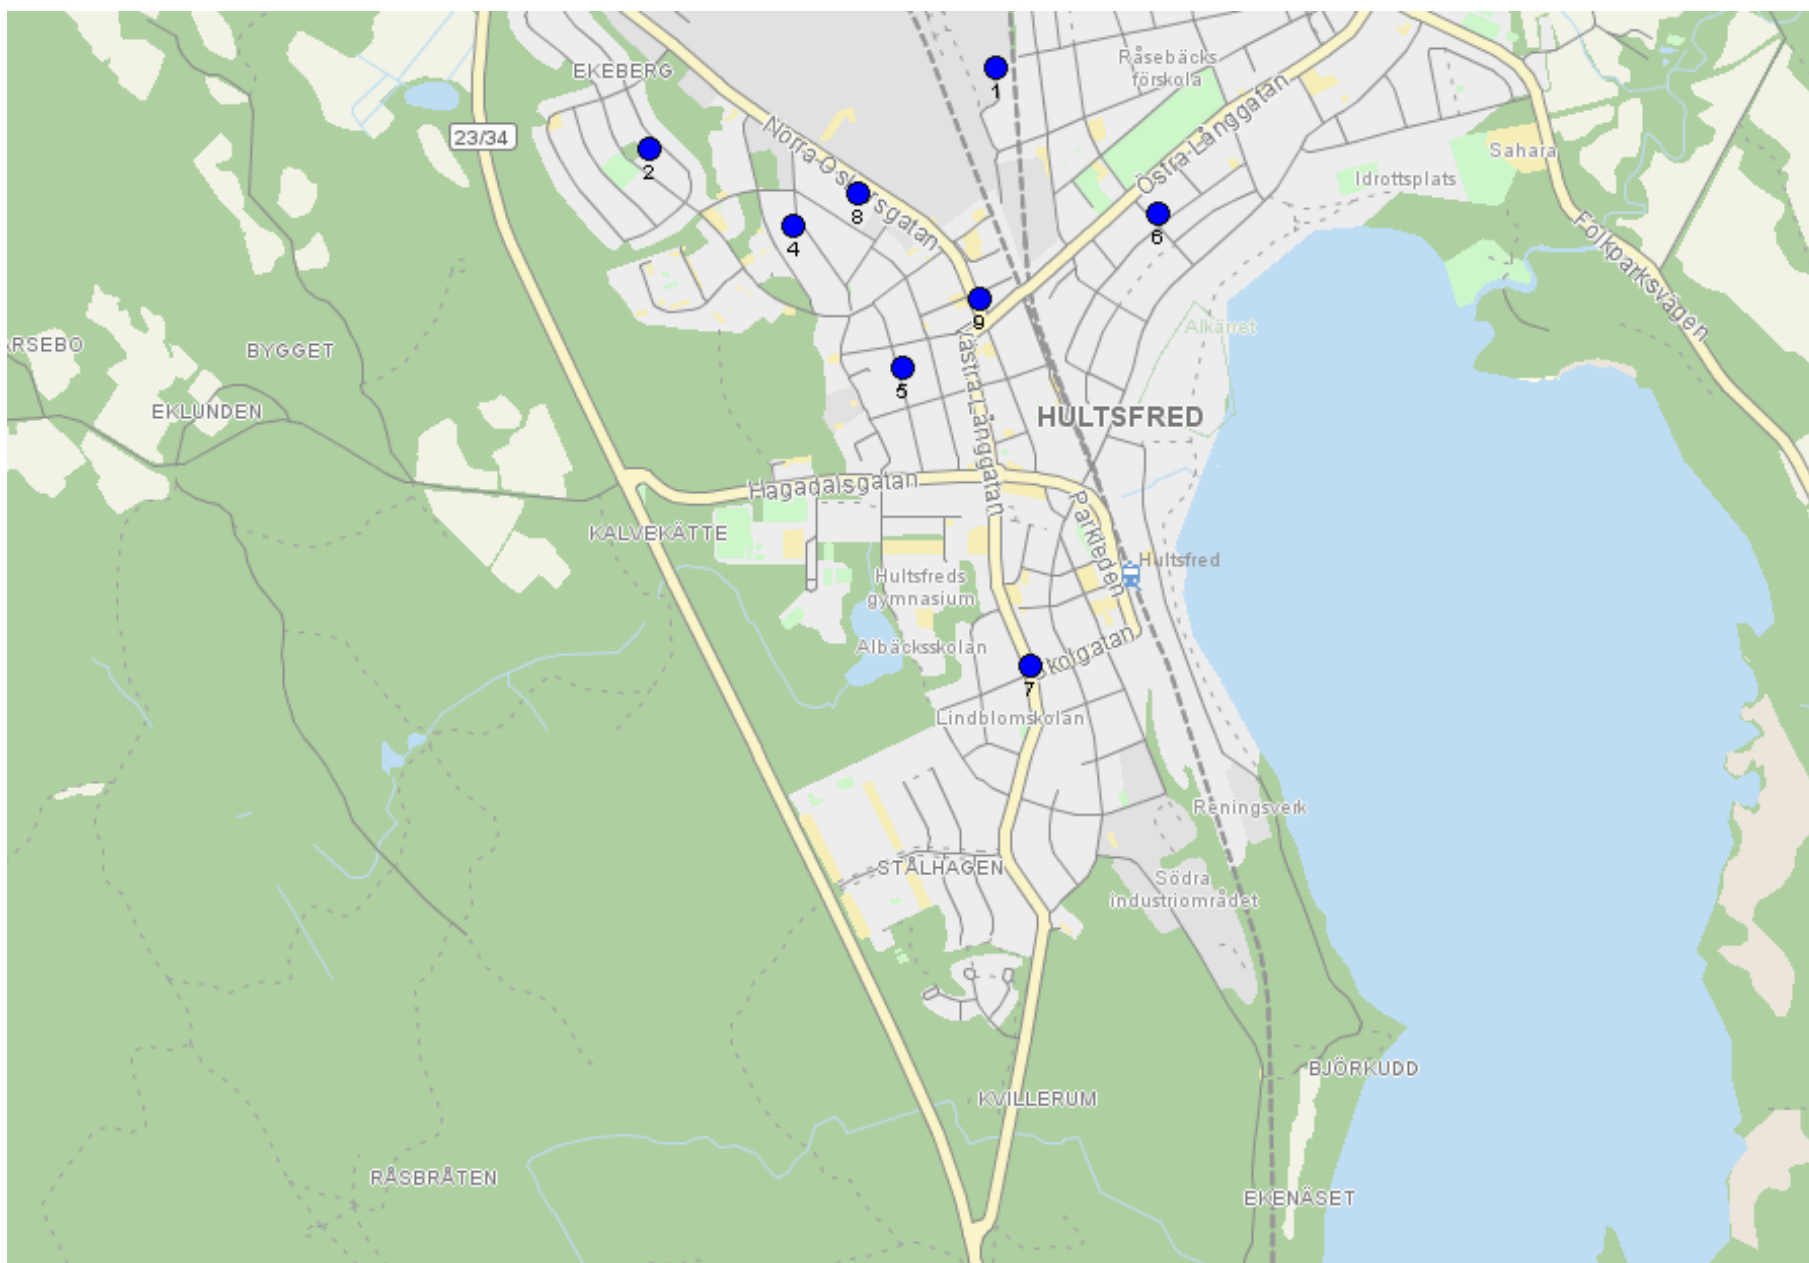 Råsebäcks
förskola
EKEBERG
1
23/34
Norra Oskarsgatan
Östra Långgatan
Sahara
2
Idrottsplats
8
4
6
Folkparksvägen
9
Alkärret
ARSEBO
BYGGET
Västra Långgatan
5
EKLUNDEN
HULTSFRED
Hagadalsgatan
Parkleden
KALVEKÄTTE
Hultsfred
Hultsfreds
gymnasium
Albäcksskolan
Skolgatan
7
Lindblomskolan
Reningsverk
STÅLHAGEN
Södra
industriområdet
BJÖRKUDD
KVILLERUM
RÅSBRÅTEN
EKENÄSET